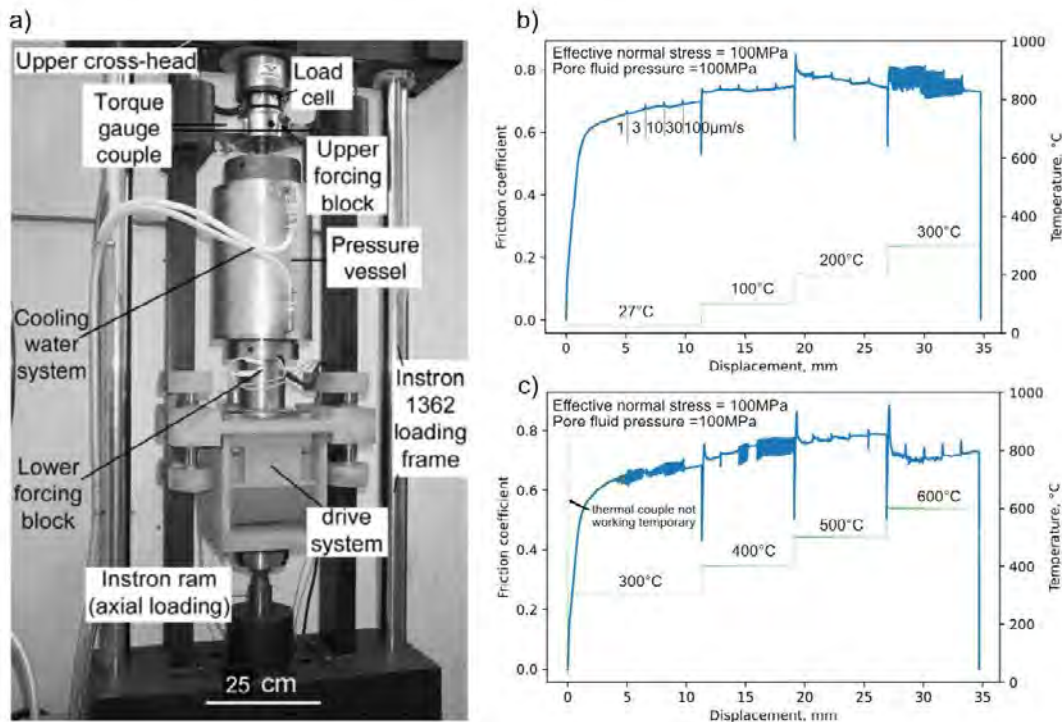 a)
Upper cross-head
Load
cell
Torque
gauge
couple
Upper
forcing
block
Pressure
vessel
Cooling
water
system
Instron
1362
loading
frame
Lower
forcing
block
drive
system
Instron ram
(axial loading)
25 cm
b)
Effective normal stress = 100MPa
Pore fluid pressure =100MPa
1 3 10 30 100μm/s
27°C
100°C
200°C
300°C
Friction coefficient
0.0
0.2
0.4
0.6
0.8
Temperature, °C
0
200
400
600
800
1000
0 5 10 15 20 25 30 35
Displacement, mm
c)
Effective normal stress = 100MPa
Pore fluid pressure =100MPa
thermal couple not
working temporary
300°C
400°C
500°C
600°C
Friction coefficient
0.0
0.2
0.4
0.6
0.8
Temperature, °C
0
200
400
600
800
1000
0 5 10 15 20 25 30 35
Displacement, mm